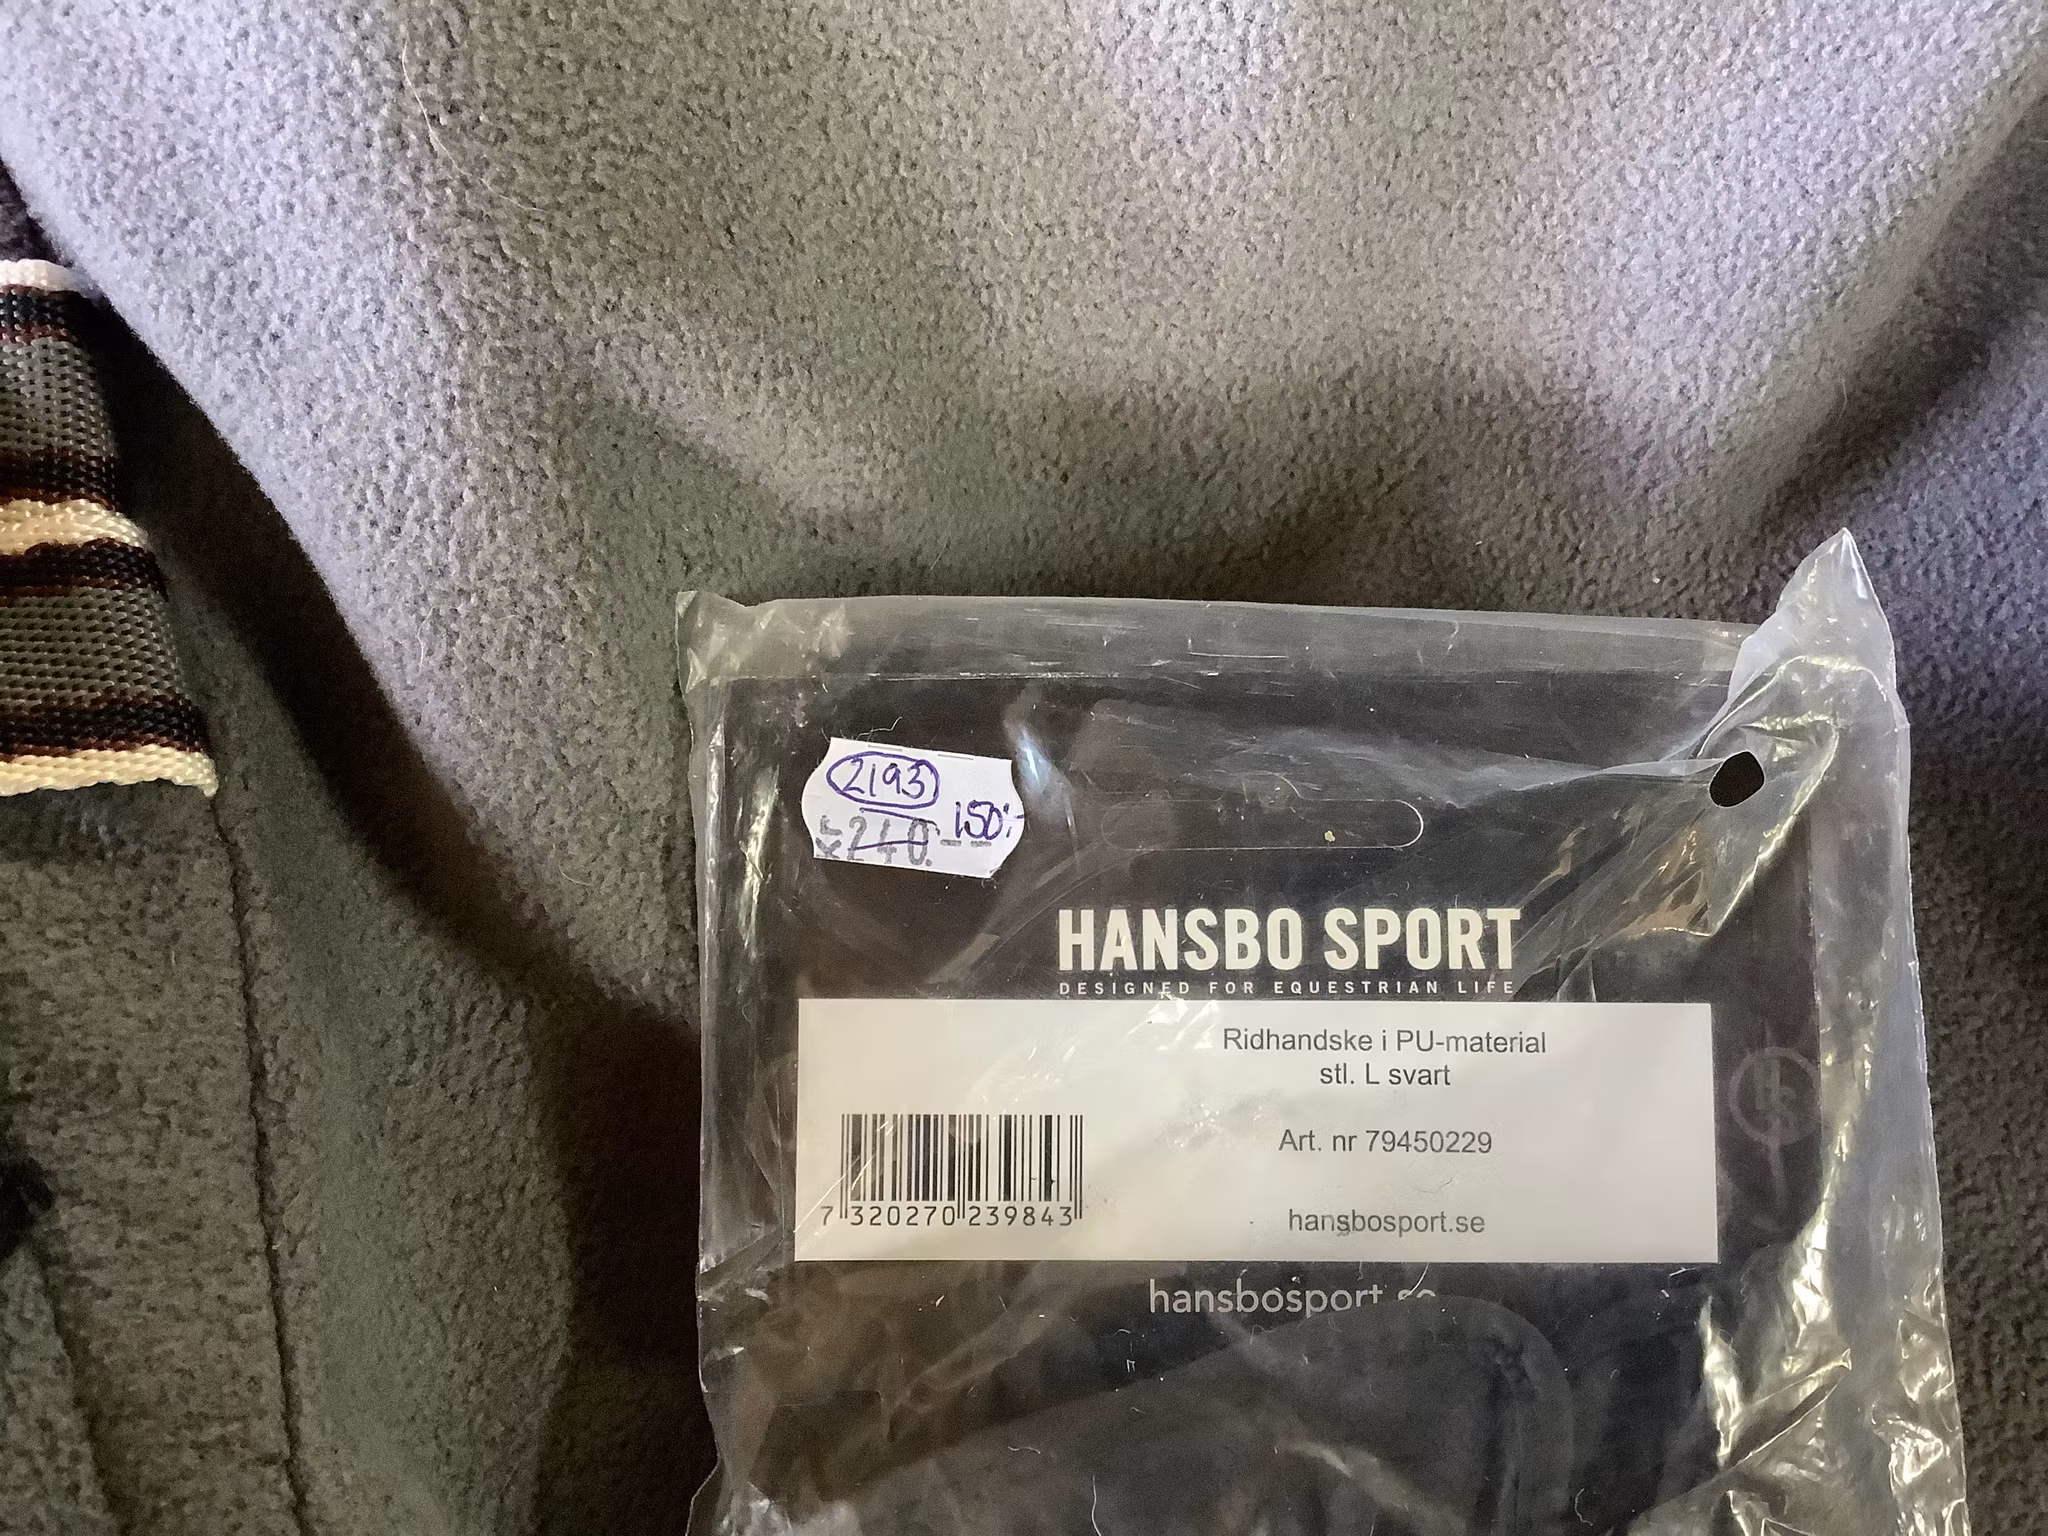 2193
240.
150:-
HANSBO SPORT
DESIGNED FOR EQUESTRIAN LIFE
Ridhandske i PU-material
stl. L svart
Art. nr 79450229
7 320270 239843
hansbosport.se
hansbosport.se